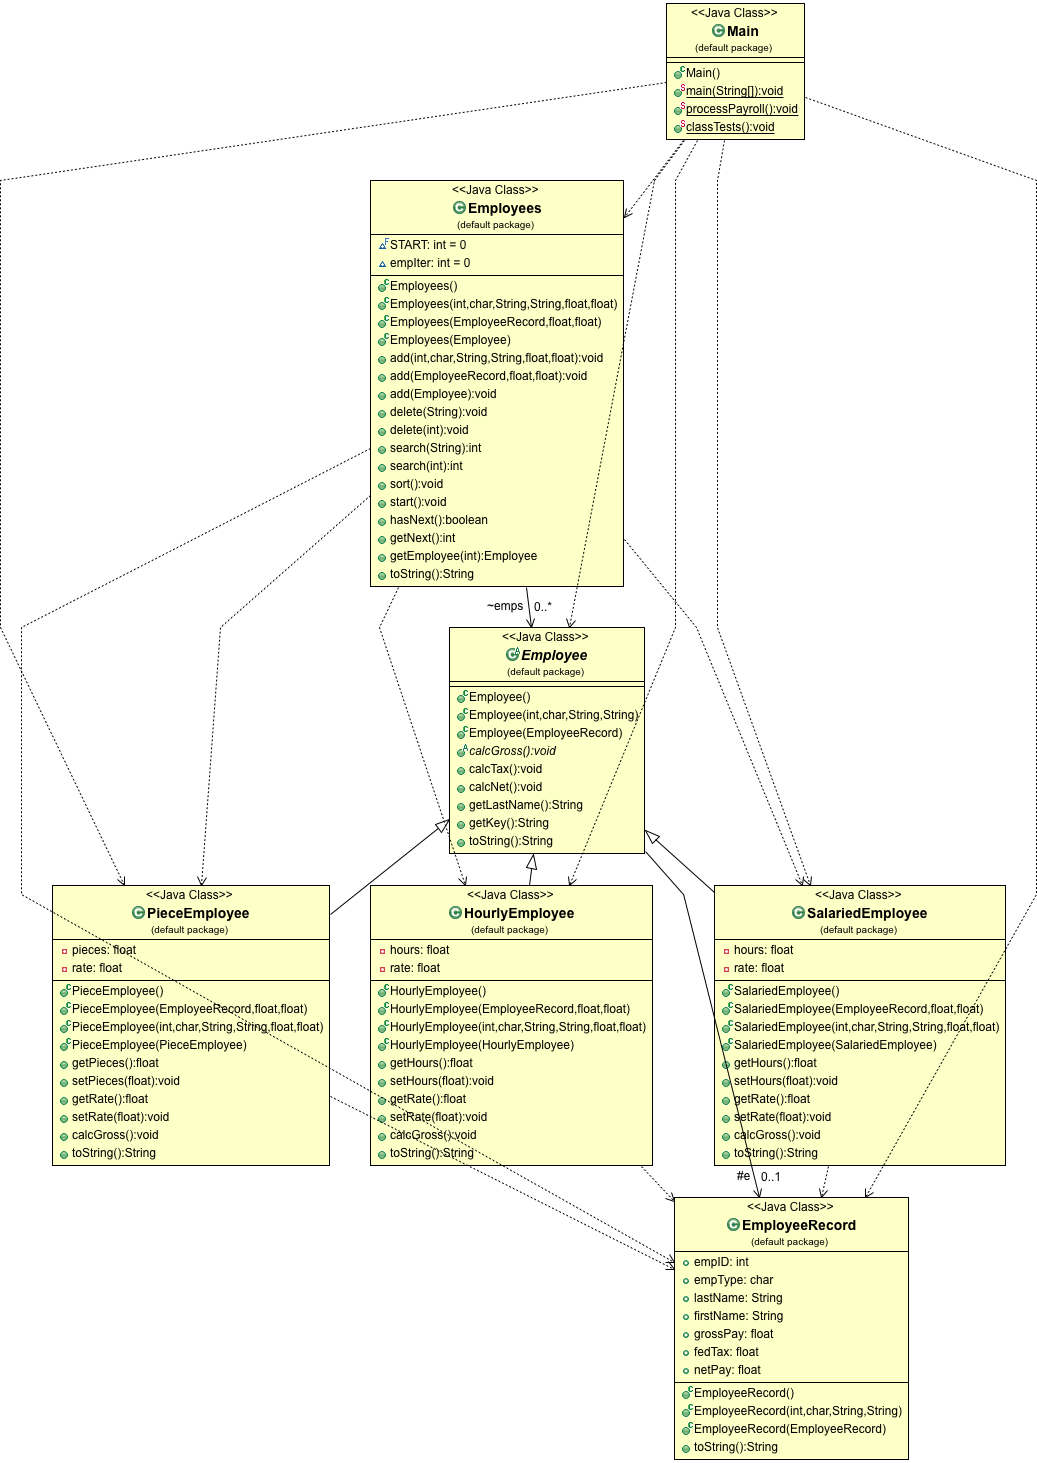 <<Java Class>>
Main
(default package)
Main()
main(String[]):void
processPayroll():void
classTests():void
<<Java Class>>
Employees
(default package)
START: int = 0
empIter: int = 0
Employees()
Employees(int,char,String,String,float,float)
Employees(EmployeeRecord,float,float)
Employees(Employee)
add(int,char,String,String,float,float):void
add(EmployeeRecord,float,float):void
add(Employee):void
delete(String):void
delete(int):void
search(String):int
search(int):int
sort():void
start():void
hasNext():boolean
getNext():int
getEmployee(int):Employee
toString():String
~emps 0..*
<<Java Class>>
Employee
(default package)
Employee()
Employee(int,char,String,String)
Employee(EmployeeRecord)
calcGross():void
calcTax():void
calcNet():void
getLastName():String
getKey():String
toString():String
<<Java Class>>
PieceEmployee
(default package)
pieces: float
rate: float
PieceEmployee()
PieceEmployee(EmployeeRecord,float,float)
PieceEmployee(int,char,String,String,float,float)
PieceEmployee(PieceEmployee)
getPieces():float
setPieces(float):void
getRate():float
setRate(float):void
calcGross():void
toString():String
<<Java Class>>
HourlyEmployee
(default package)
hours: float
rate: float
HourlyEmployee()
HourlyEmployee(EmployeeRecord,float,float)
HourlyEmployee(int,char,String,String,float,float)
HourlyEmployee(HourlyEmployee)
getHours():float
setHours(float):void
getRate():float
setRate(float):void
calcGross():void
toString():String
<<Java Class>>
SalariedEmployee
(default package)
hours: float
rate: float
SalariedEmployee()
SalariedEmployee(EmployeeRecord,float,float)
SalariedEmployee(int,char,String,String,float,float)
SalariedEmployee(SalariedEmployee)
getHours():float
setHours(float):void
getRate():float
setRate(float):void
calcGross():void
toString():String
#e 0..1
<<Java Class>>
EmployeeRecord
(default package)
empID: int
empType: char
lastName: String
firstName: String
grossPay: float
fedTax: float
netPay: float
EmployeeRecord()
EmployeeRecord(int,char,String,String)
EmployeeRecord(EmployeeRecord)
toString():String